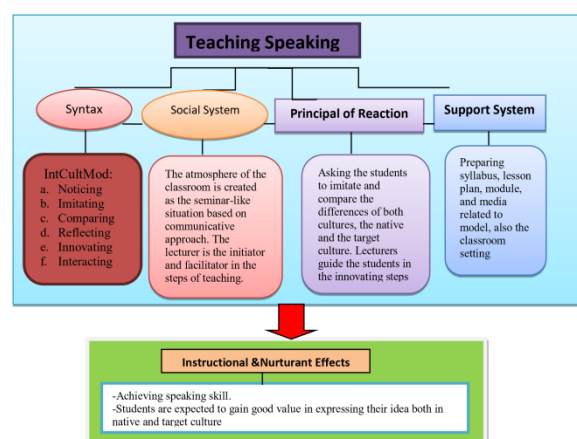 Teaching Speaking
Syntax
Social System
Principal of Reaction
Support System
IntCultMod:
a. Noticing
b. Imitating
c. Comparing
d. Reflecting
e. Innovating
f. Interacting
The atmosphere of the
classroom is created
as the seminar-like
situation based on
communicative
approach. The
lecturer is the initiator
and facilitator in the
steps of teaching.
Asking the students
to imitate and
compare the
differences of both
cultures, the native
and the target
culture. Lecturers
guide the students in
the innovating steps
Preparing
syllabus, lesson
plan, module,
and media
related to
model, also the
classroom
setting
Instructional &Nurturant Effects
-Achieving speaking skill.
-Students are expected to gain good value in expressing their idea both in
native and target culture